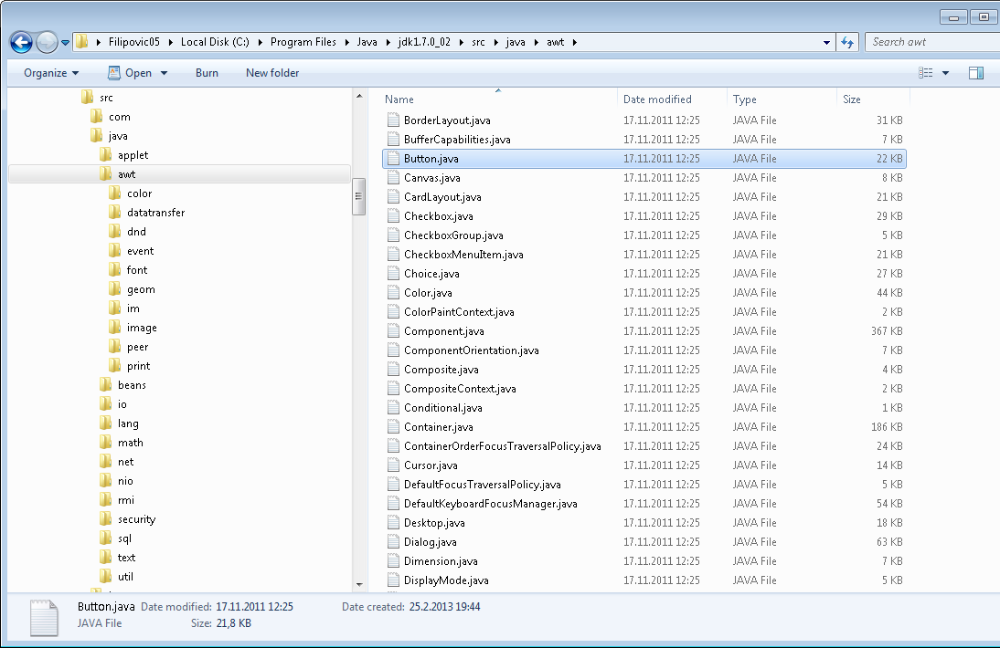 Filipovic05 Local Disk (C:) Program Files Java jdk1.7.0_02 src java awt Search awt
Organize Open Burn New folder
src
com
java
applet
awt
color
datatransfer
dnd
event
font
geom
im
image
peer
print
beans
io
lang
math
net
nio
rmi
security
sql
text
util
Name Date modified Type Size
BorderLayout.java 17.11.2011 12:25 JAVA File 31 KB
BufferCapabilities.java 17.11.2011 12:25 JAVA File 7 KB
Button.java 17.11.2011 12:25 JAVA File 22 KB
Canvas.java 17.11.2011 12:25 JAVA File 8 KB
CardLayout.java 17.11.2011 12:25 JAVA File 21 KB
Checkbox.java 17.11.2011 12:25 JAVA File 29 KB
CheckboxGroup.java 17.11.2011 12:25 JAVA File 5 KB
CheckboxMenuItem.java 17.11.2011 12:25 JAVA File 21 KB
Choice.java 17.11.2011 12:25 JAVA File 27 KB
Color.java 17.11.2011 12:25 JAVA File 44 KB
ColorPaintContext.java 17.11.2011 12:25 JAVA File 2 KB
Component.java 17.11.2011 12:25 JAVA File 367 KB
ComponentOrientation.java 17.11.2011 12:25 JAVA File 7 KB
Composite.java 17.11.2011 12:25 JAVA File 4 KB
CompositeContext.java 17.11.2011 12:25 JAVA File 2 KB
Conditional.java 17.11.2011 12:25 JAVA File 1 KB
Container.java 17.11.2011 12:25 JAVA File 186 KB
ContainerOrderFocusTraversalPolicy.java 17.11.2011 12:25 JAVA File 24 KB
Cursor.java 17.11.2011 12:25 JAVA File 14 KB
DefaultFocusTraversalPolicy.java 17.11.2011 12:25 JAVA File 5 KB
DefaultKeyboardFocusManager.java 17.11.2011 12:25 JAVA File 54 KB
Desktop.java 17.11.2011 12:25 JAVA File 18 KB
Dialog.java 17.11.2011 12:25 JAVA File 63 KB
Dimension.java 17.11.2011 12:25 JAVA File 7 KB
DisplayMode.java 17.11.2011 12:25 JAVA File 5 KB
Button.java Date modified: 17.11.2011 12:25 Date created: 25.2.2013 19:44
JAVA File Size: 21,8 KB